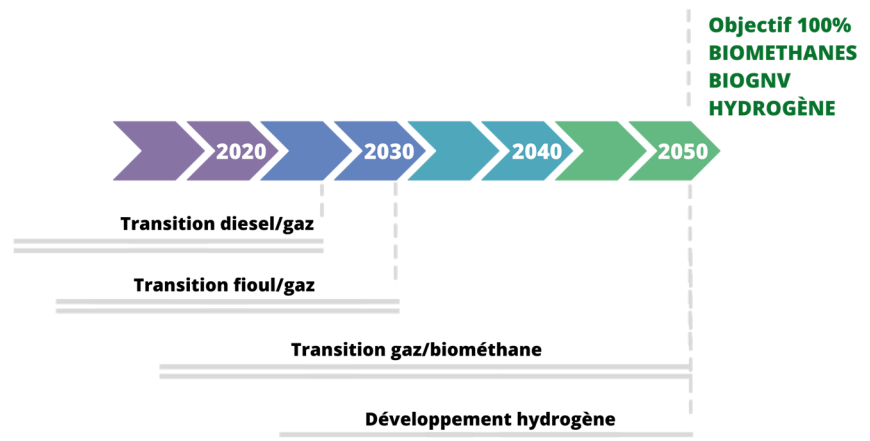 Objectif 100%
BIOMETHANES
BIOGNV
HYDROGÈNE
2020 2030 2040 2050
Transition diesel/gaz
Transition fioul/gaz
Transition gaz/biométhane
Développement hydrogène